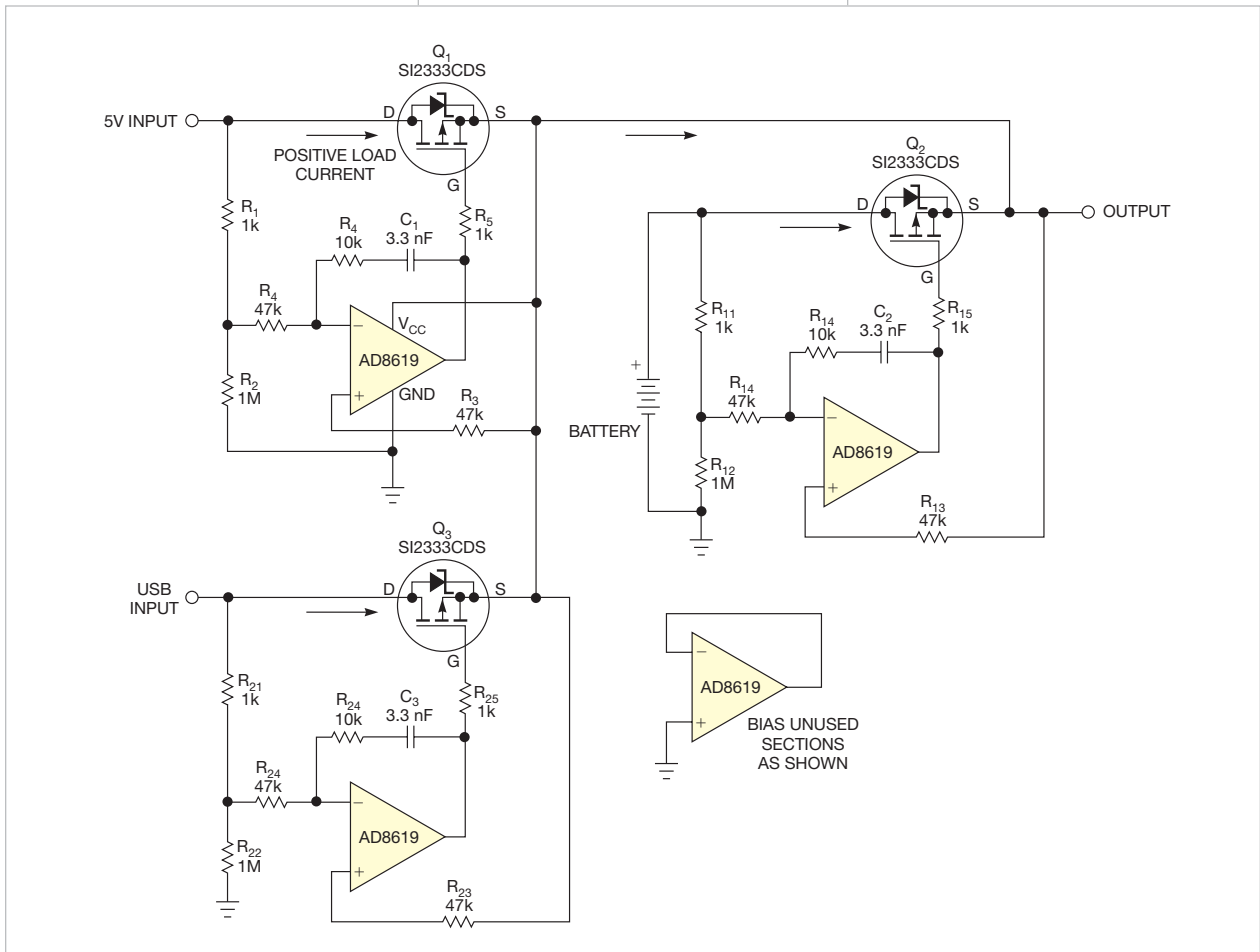 Q1
SI2333CDS
5V INPUT
D
S
G
POSITIVE LOAD
CURRENT
R1
1k
R4
10k
C1
3.3 nF
R5
1k
R4
47k
−
VCC
AD8619
GND
+
R2
1M
R3
47k
Q2
SI2333CDS
D
S
OUTPUT
G
R11
1k
R14
10k
C2
3.3 nF
R15
1k
+
BATTERY
R14
47k
−
AD8619
+
R12
1M
R13
47k
Q3
SI2333CDS
USB
INPUT
D
S
G
R21
1k
R24
10k
C3
3.3 nF
R25
1k
R24
47k
−
AD8619
+
R22
1M
R23
47k
−
AD8619
+
BIAS UNUSED
SECTIONS
AS SHOWN